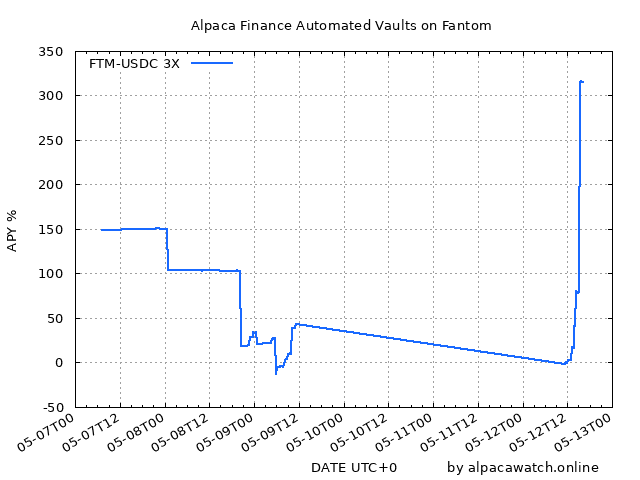 Alpaca Finance Automated Vaults on Fantom
FTM-USDC 3X
APY %
350
300
250
200
150
100
50
0
-50
05-07T00
05-07T12
05-08T00
05-08T12
05-09T00
05-09T12
05-10T00
05-10T12
05-11T00
05-11T12
05-12T00
05-12T12
05-13T00
DATE UTC+0
by alpacawatch.online